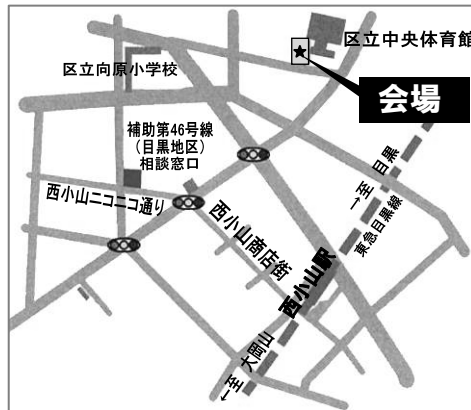 区立中央体育館
区立向原小学校
会場
補助第46号線
（目黒地区）
相談窓口
西小山ニコニコ通り
→至 目黒
東急目黒線
西小山商店街
西小山駅
←至 大岡山